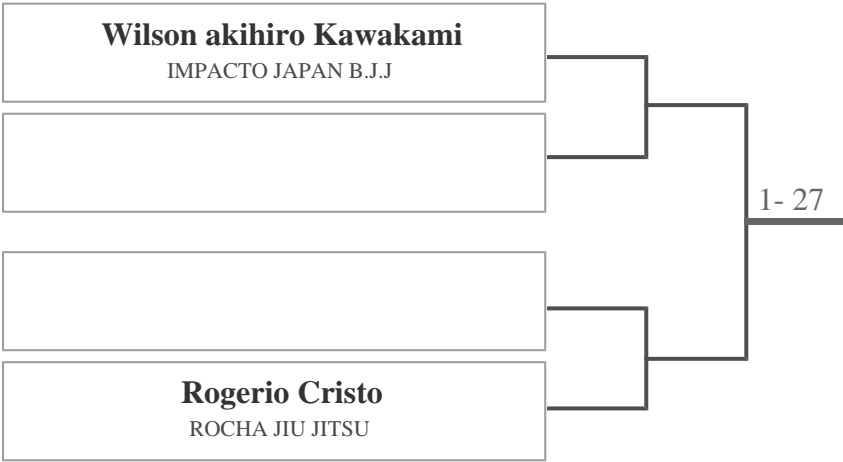 Wilson akihiro Kawakami
IMPACTO JAPAN B.J.J
1- 27
Rogerio Cristo
ROCHA JIU JITSU